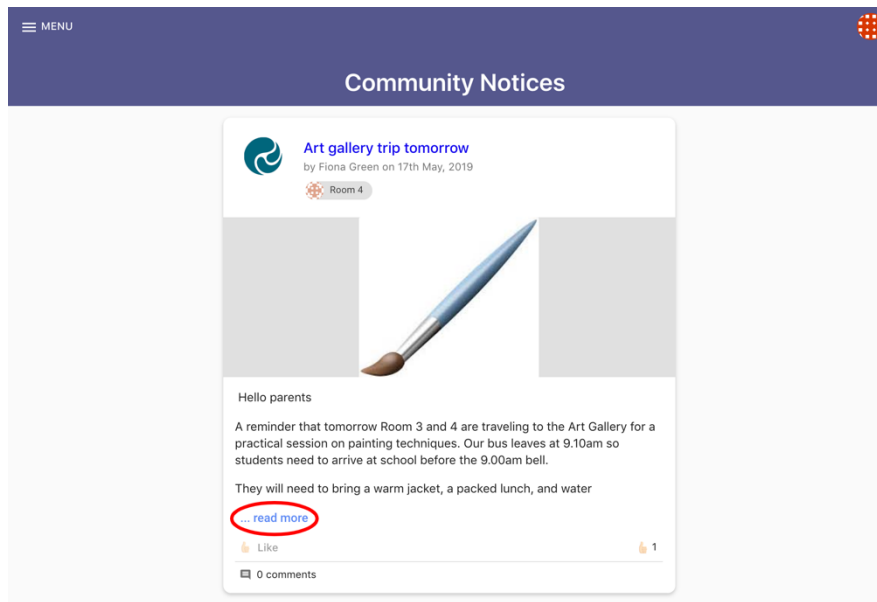 MENU
Community Notices
Art gallery trip tomorrow
by Fiona Green on 17th May, 2019
Room 4
Hello parents
A reminder that tomorrow Room 3 and 4 are traveling to the Art Gallery for a
practical session on painting techniques. Our bus leaves at 9.10am so
students need to arrive at school before the 9.00am bell.
They will need to bring a warm jacket, a packed lunch, and water
... read more
Like 1
0 comments